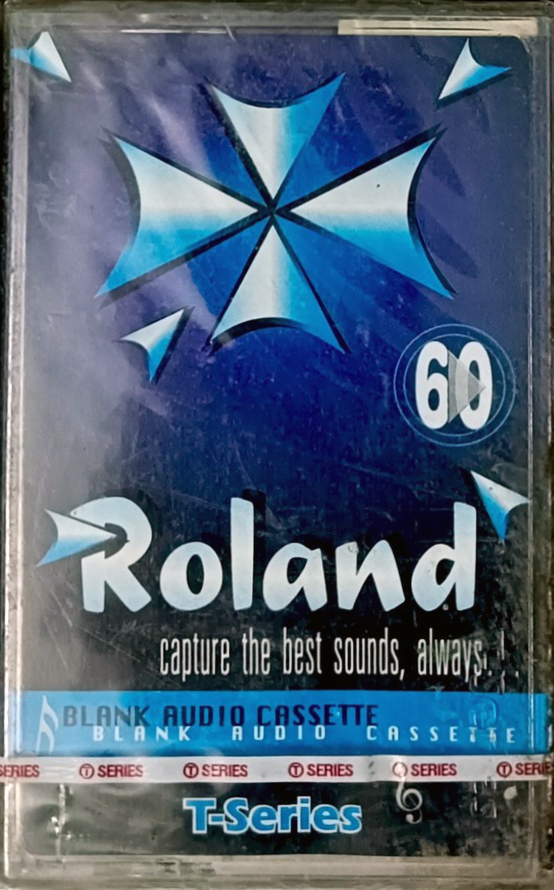 60
Roland
capture the best sounds, always.
BLANK AUDIO CASSETTE
BLANK AUDIO CASSETTE
SERIES T SERIES T SERIES T SERIES T SERIES T SERIES
T-Series